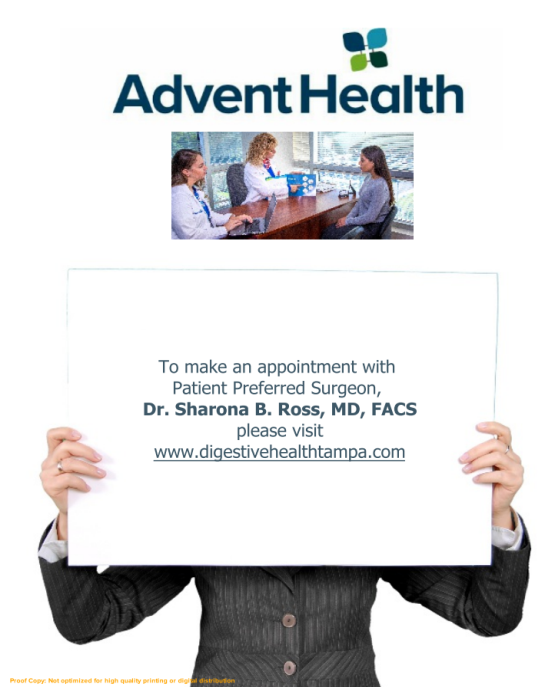 AdventHealth
To make an appointment with
Patient Preferred Surgeon,
Dr. Sharona B. Ross, MD, FACS
please visit
www.digestivehealthtampa.com
Proof Copy: Not optimized for high quality printing or digital distribution